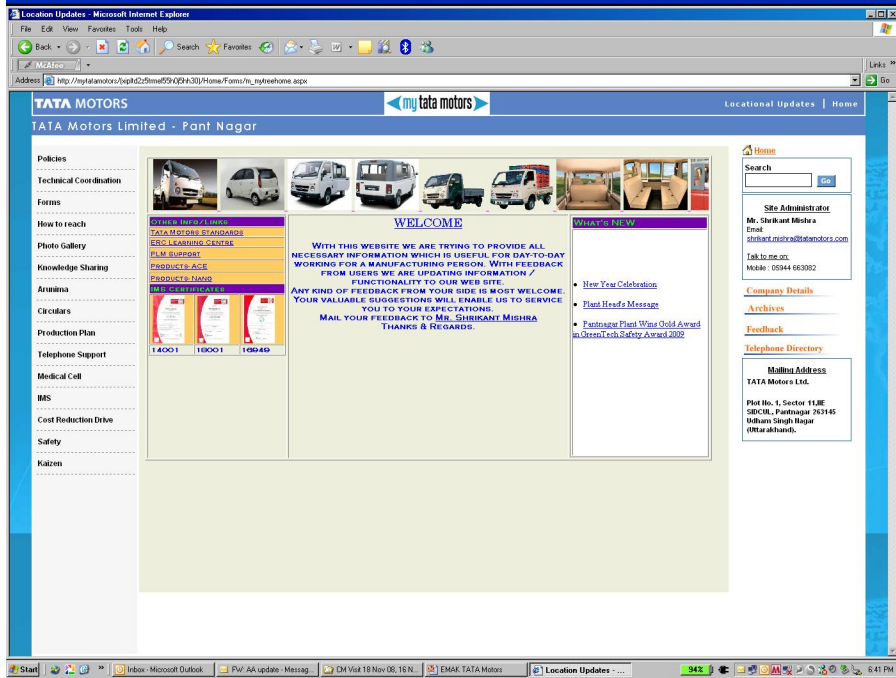 Location Updates - Microsoft Internet Explorer
File Edit View Favorites Tools Help
Back Search Favorites
McAfee
Links »
Address http://mytatamotors/ Go
TATA MOTORS
my tata motors
Locational Updates | Home
TATA Motors Limited - Pant Nagar
Policies
Technical Coordination
Forms
How to reach
Photo Gallery
Knowledge Sharing
Arunima
Circulars
Production Plan
Telephone Support
Medical Cell
IMS
Cost Reduction Drive
Safety
Kaizen
OTHER INFO/LINKS
TATA MOTORS STANDARDS
ERC LEARNING CENTRE
PLM SUPPORT
PRODUCTS-ACE
PRODUCTS-NANO
IMS CERTIFICATES
14001 18001 16949
WELCOME
WITH THIS WEBSITE WE ARE TRYING TO PROVIDE ALL
NECESSARY INFORMATION WHICH IS USEFUL FOR DAY-TO-DAY
WORKING FOR A MANUFACTURING PERSON. WITH FEEDBACK
FROM USERS WE ARE UPDATING INFORMATION /
FUNCTIONALITY TO OUR WEB SITE.
ANY KIND OF FEEDBACK FROM YOUR SIDE IS MOST WELCOME.
YOUR VALUABLE SUGGESTIONS WILL ENABLE US TO SERVICE
YOU TO YOUR EXPECTATIONS.
MAIL YOUR FEEDBACK TO MR. SHRIKANT MISHRA
THANKS & REGARDS.
WHAT'S NEW
• New Year Celebration
• Plant Head's Message
• Pantnagar Plant Wins Gold Award
in GreenTech Safety Award 2009
Home
Search
Go
Site Administrator
Mr. Shrikant Mishra
Email:
shrikant.mishra@tatamotors.com
Talk to me on:
Mobile : 05944 663082
Company Details
Archives
Feedback
Telephone Directory
Mailing Address
TATA Motors Ltd.
Plot No. 1, Sector 11,IIE
SIDCUL, Pantnagar 263145
Udham Singh Nagar
(Uttarakhand).
Start » Inbox - Microsoft Outlook FW: AA update - Messag... CM Visit 18 Nov 08, 16 N... EMAK TATA Motors Location Updates - ... 94% 6:41 PM